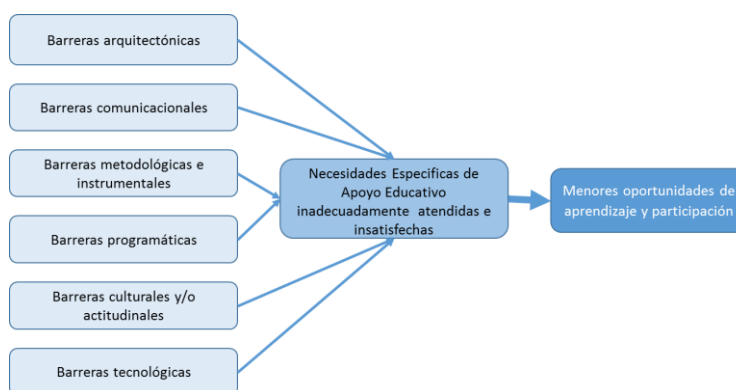 Barreras arquitectónicas
Barreras comunicacionales
Barreras metodológicas e
instrumentales
Barreras programáticas
Barreras culturales y/o
actitudinales
Barreras tecnológicas
Necesidades Especificas de
Apoyo Educativo
inadecuadamente atendidas e
insatisfechas
Menores oportunidades de
aprendizaje y participación